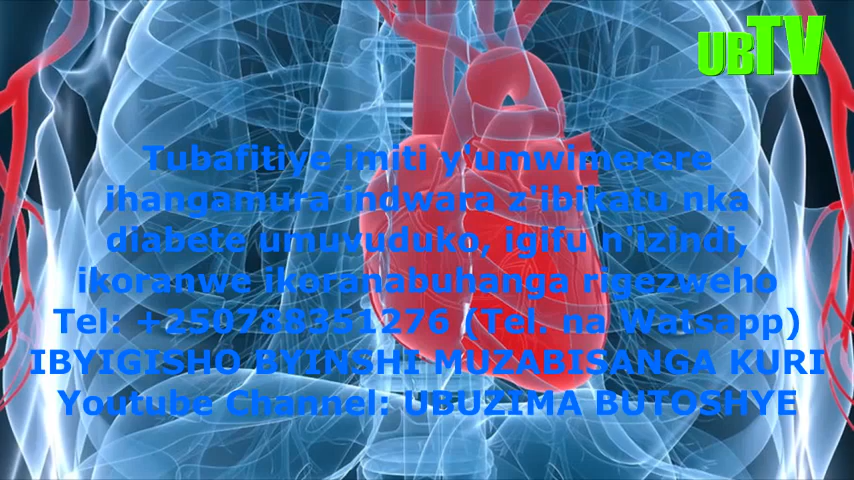 UBTV
Tubafitiye imiti y'umwimerere
ihangamura indwara z'ibikatu nka
diabete umuvuduko, igifu n'izindi,
ikoranwe ikoranabuhanga rigezweho
Tel: +250788351276 (Tel. na Watsapp)
IBYIGISHO BYINSHI MUZABISANGA KURI
Youtube Channel: UBUZIMA BUTOSHYE